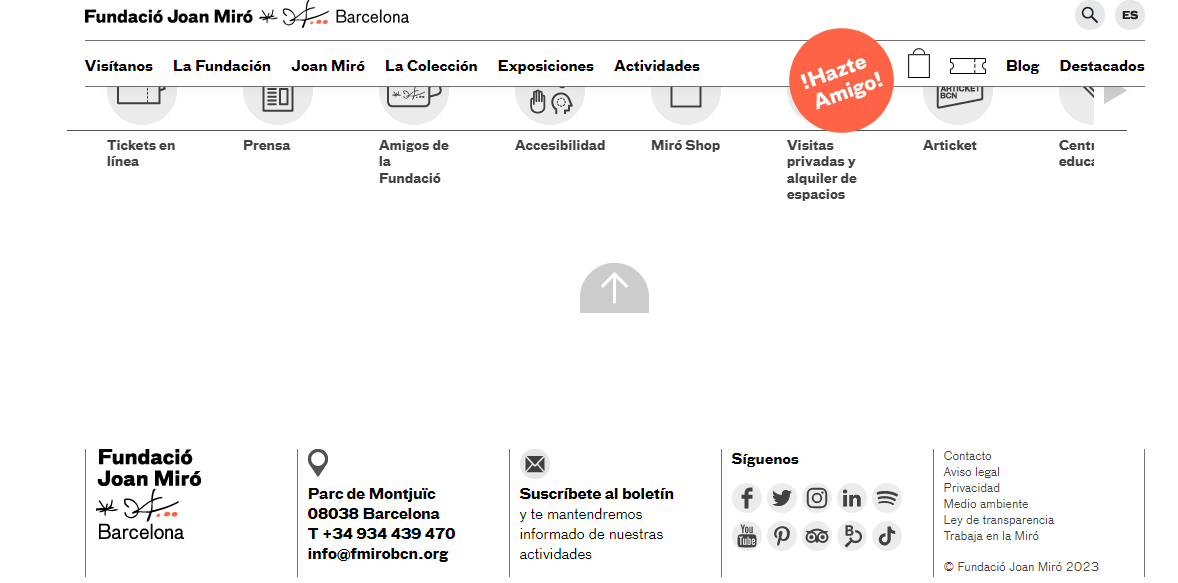 Fundació Joan Miró Barcelona
ES
Visítanos La Fundación Joan Miró La Colección Exposiciones Actividades
!Hazte
Amigo!
Blog Destacados
ARTICKET
BCN
Tickets en
línea
Prensa
Amigos de
la
Fundació
Accesibilidad
Miró Shop
Visitas
privadas y
alquiler de
espacios
Articket
Fundació
Joan Miró
Barcelona
Parc de Montjuïc
08038 Barcelona
T +34 934 439 470
info@fmirobcn.org
Suscríbete al boletín
y te mantendremos
informado de nuestras
actividades
Síguenos
You
Tube
Contacto
Aviso legal
Privacidad
Medio ambiente
Ley de transparencia
Trabaja en la Miró
© Fundació Joan Miró 2023